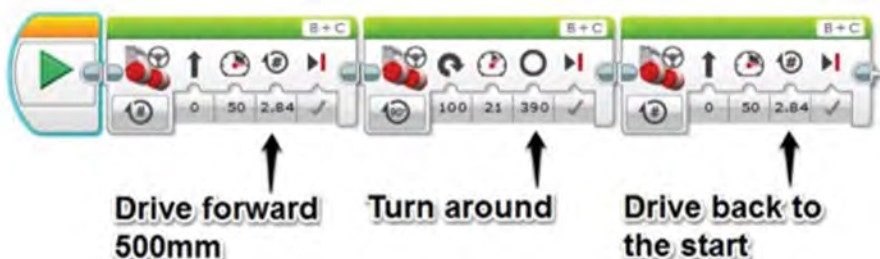 B + C B + C B + C
# 0 50 2.84 90° 100 21 390 # 0 50 2.84
Drive forward Turn around Drive back to
500mm the start